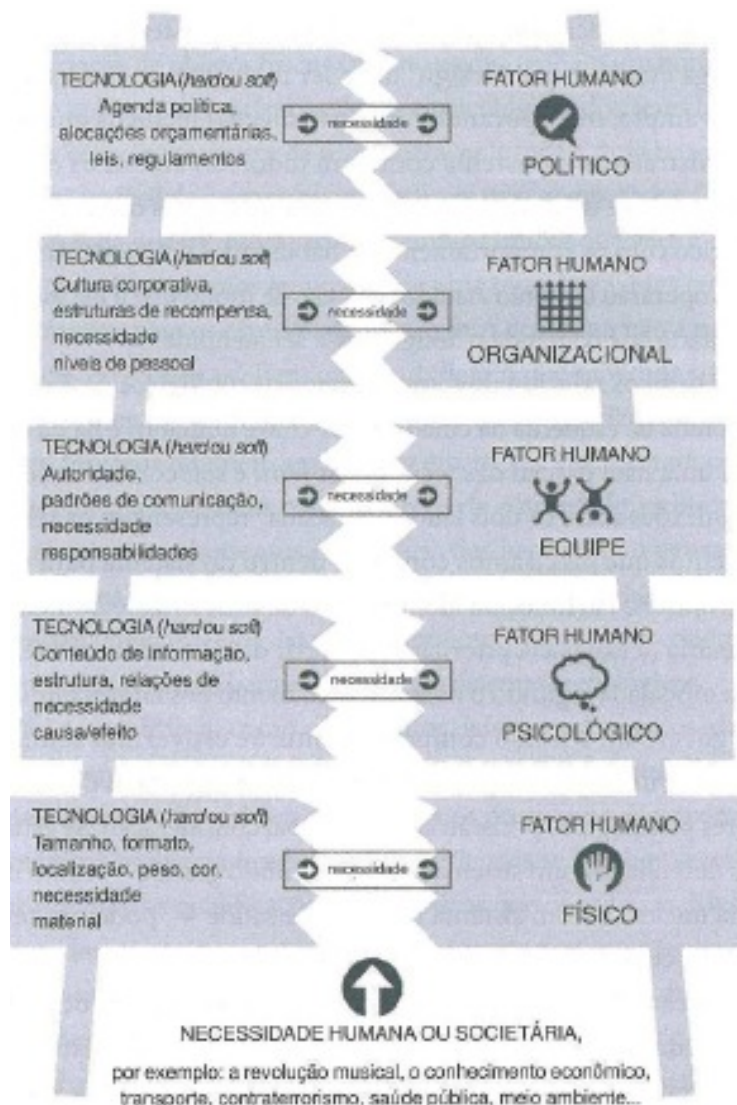 TECNOLOGIA (hard ou soft)
Agenda política,
alocações orçamentárias,
leis, regulamentos
necessidade
FATOR HUMANO
POLÍTICO
TECNOLOGIA (hard ou soft)
Cultura corporativa,
estruturas de recompensa,
necessidade
níveis de pessoal
necessidade
FATOR HUMANO
ORGANIZACIONAL
TECNOLOGIA (hard ou soft)
Autoridade,
padrões de comunicação,
necessidade
responsabilidades
necessidade
FATOR HUMANO
EQUIPE
TECNOLOGIA (hard ou soft)
Conteúdo de informação,
estrutura, relações de
necessidade
causa/efeito
necessidade
FATOR HUMANO
PSICOLÓGICO
TECNOLOGIA (hard ou soft)
Tamanho, formato,
localização, peso, cor,
necessidade
material
necessidade
FATOR HUMANO
FÍSICO
NECESSIDADE HUMANA OU SOCIETÁRIA,
por exemplo: a revolução musical, o conhecimento econômico,
transporte, contraterrorismo, saúde pública, meio ambiente...